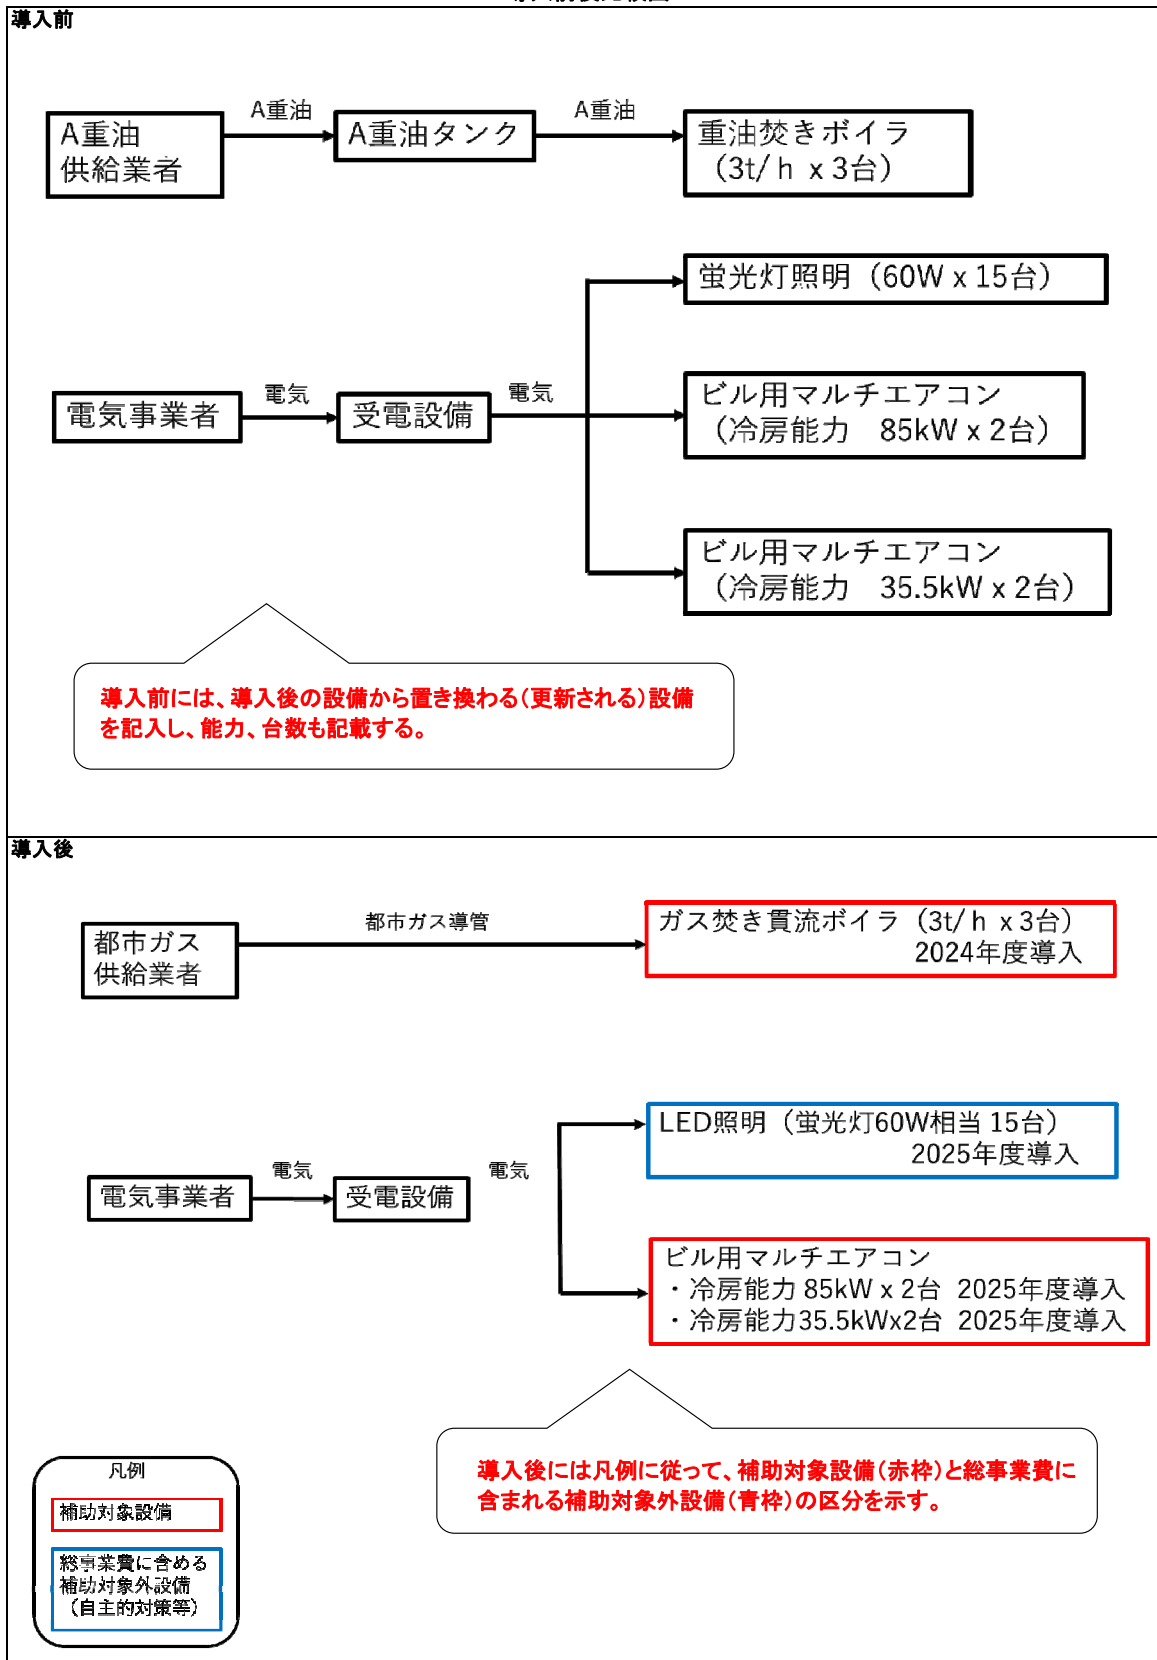 導入前
A重油
A重油
A重油
供給業者
A重油タンク
重油焚きボイラ
（3t/ｈ x 3台）
蛍光灯照明（60W x 15台）
電気
電気
電気事業者
受電設備
ビル用マルチエアコン
（冷房能力　85kW x 2台）
ビル用マルチエアコン
（冷房能力　35.5kW x 2台）
導入前には、導入後の設備から置き換わる（更新される）設備
を記入し、能力、台数も記載する。
導入後
都市ガス導管
都市ガス
供給業者
ガス焚き貫流ボイラ（3t/ｈ x 3台）
2024年度導入
LED照明（蛍光灯60W相当 15台）
2025年度導入
電気
電気
電気事業者
受電設備
ビル用マルチエアコン
・冷房能力 85kW x 2台 2025年度導入
・冷房能力35.5kWx2台 2025年度導入
導入後には凡例に従って、補助対象設備（赤枠）と総事業費に
含まれる補助対象外設備（青枠）の区分を示す。
凡例
補助対象設備
総事業費に含める
補助対象外設備
（自主的対策等）